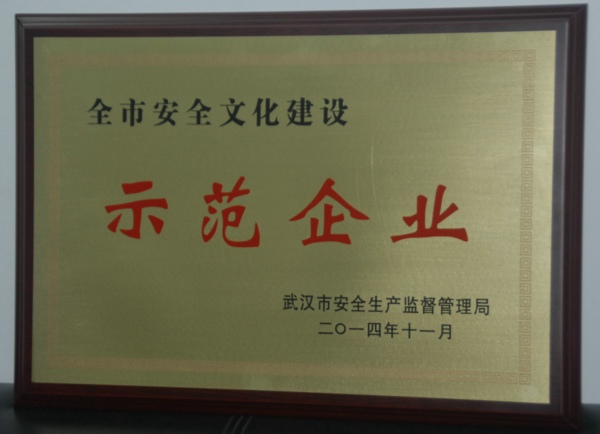 全市安全文化建设
示范企业
武汉市安全生产监督管理局
二〇一四年十一月